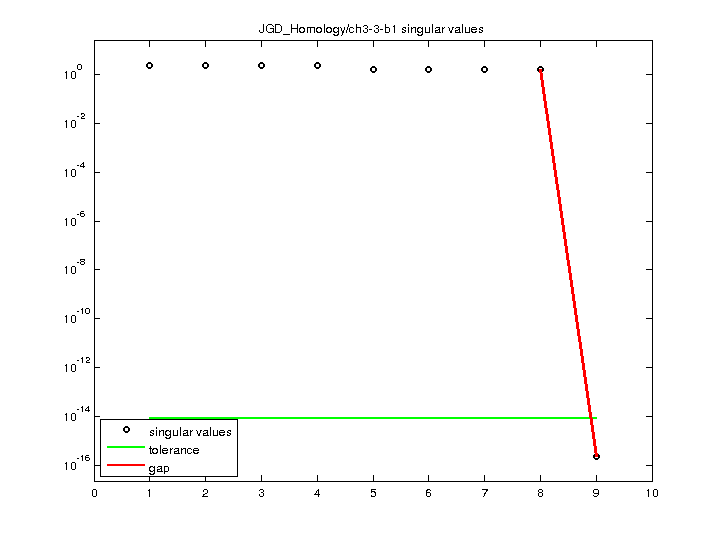 JGD_Homology/ch3-3-b1 singular values
10^0
10^-2
10^-4
10^-6
10^-8
10^-10
10^-12
10^-14
10^-16
singular values
tolerance
gap
0 1 2 3 4 5 6 7 8 9 10